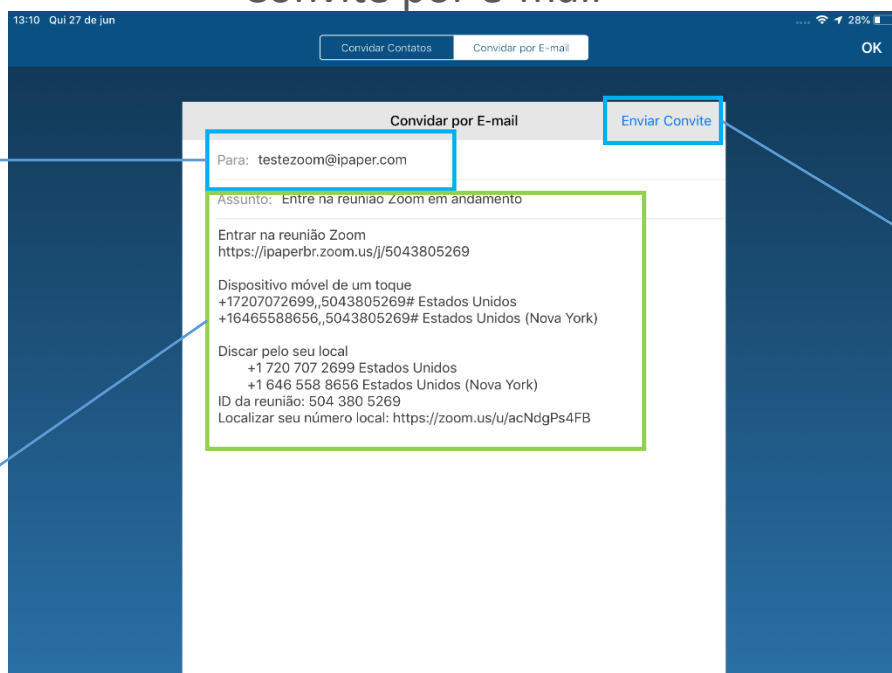 Convite por e-mail
13:10 Qui 27 de jun
28%
Convidar Contatos
Convidar por E-mail
OK
Convidar por E-mail
Enviar Convite
Para: testezoom@ipaper.com
Assunto: Entre na reunião Zoom em andamento
Entrar na reunião Zoom
https://ipaperbr.zoom.us/j/5043805269
Dispositivo móvel de um toque
+17207072699,,5043805269# Estados Unidos
+16465588656,,5043805269# Estados Unidos (Nova York)
Discar pelo seu local
+1 720 707 2699 Estados Unidos
+1 646 558 8656 Estados Unidos (Nova York)
ID da reunião: 504 380 5269
Localizar seu número local: https://zoom.us/u/acNdgPs4FB